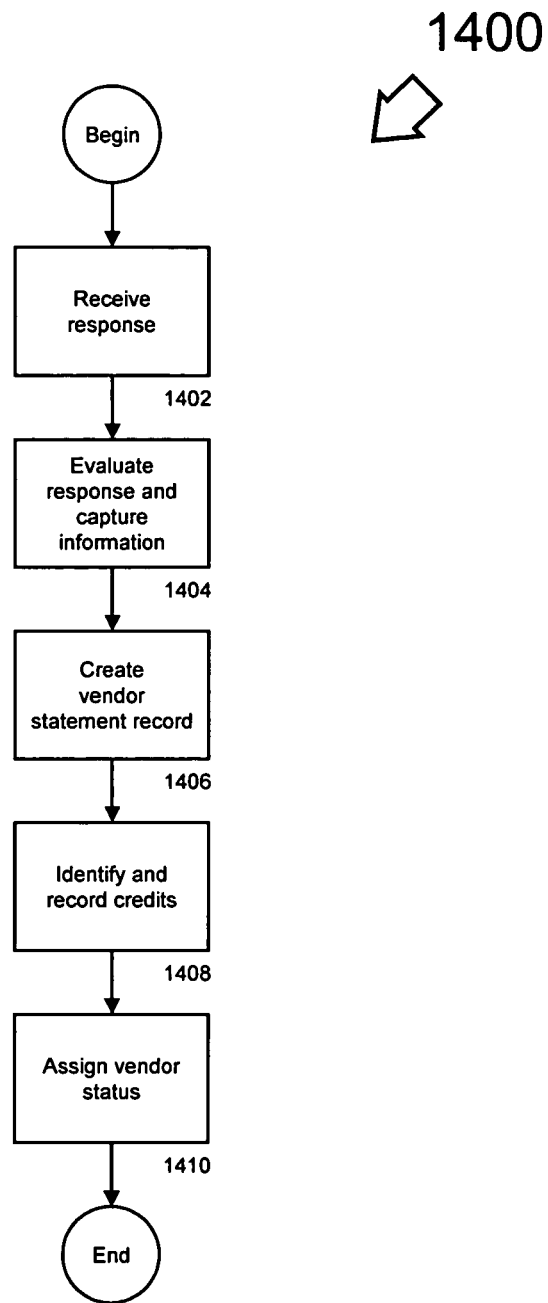 1400
Begin
Receive
response
1402
Evaluate
response and
capture
information
1404
Create
vendor
statement record
1406
Identify and
record credits
1408
Assign vendor
status
1410
End